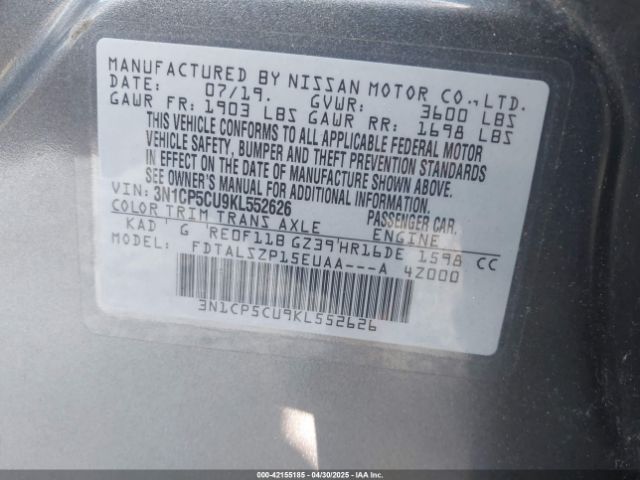 MANUFACTURED BY NISSAN MOTOR CO., LTD.
DATE: 07/19. GVWR: 3600 LBS
GAWR FR: 1903 LBS GAWR RR: 1698 LBS
THIS VEHICLE CONFORMS TO ALL APPLICABLE FEDERAL MOTOR
VEHICLE SAFETY, BUMPER AND THEFT PREVENTION STANDARDS
IN EFFECT ON THE DATE OF MANUFACTURE SHOWN ABOVE.
SEE OWNER'S MANUAL FOR ADDITIONAL INFORMATION.
VIN: 3N1CP5CU9KL552626 PASSENGER CAR.
COLOR TRIM TRANS AXLE ENGINE
KAD G RE0F11B GZ39 HR16DE 1598 CC
MODEL: FDTALSZP15EUAA---A 4Z000
3N1CP5CU9KL552626
000-42155185 04/30/2025 IAAI.COM